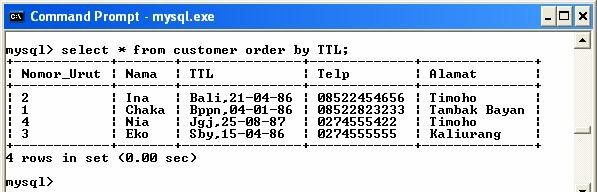 Command Prompt - mysql.exe
mysql> select * from customer order by TTL;
+------------+-------+---------------+-------------+--------------+
| Nomor_Urut | Nama | TTL | Telp | Alamat |
+------------+-------+---------------+-------------+--------------+
| 2 | Ina | Bali,21-04-86 | 08522454656 | Timoho |
| 1 | Chaka | Bppn,04-01-86 | 08522823233 | Tambak Bayan |
| 4 | Nia | Jgj,25-08-87 | 0274555422 | Timoho |
| 3 | Eko | Sby,15-04-86 | 0274555555 | Kaliurang |
+------------+-------+---------------+-------------+--------------+
4 rows in set (0.00 sec)
mysql>